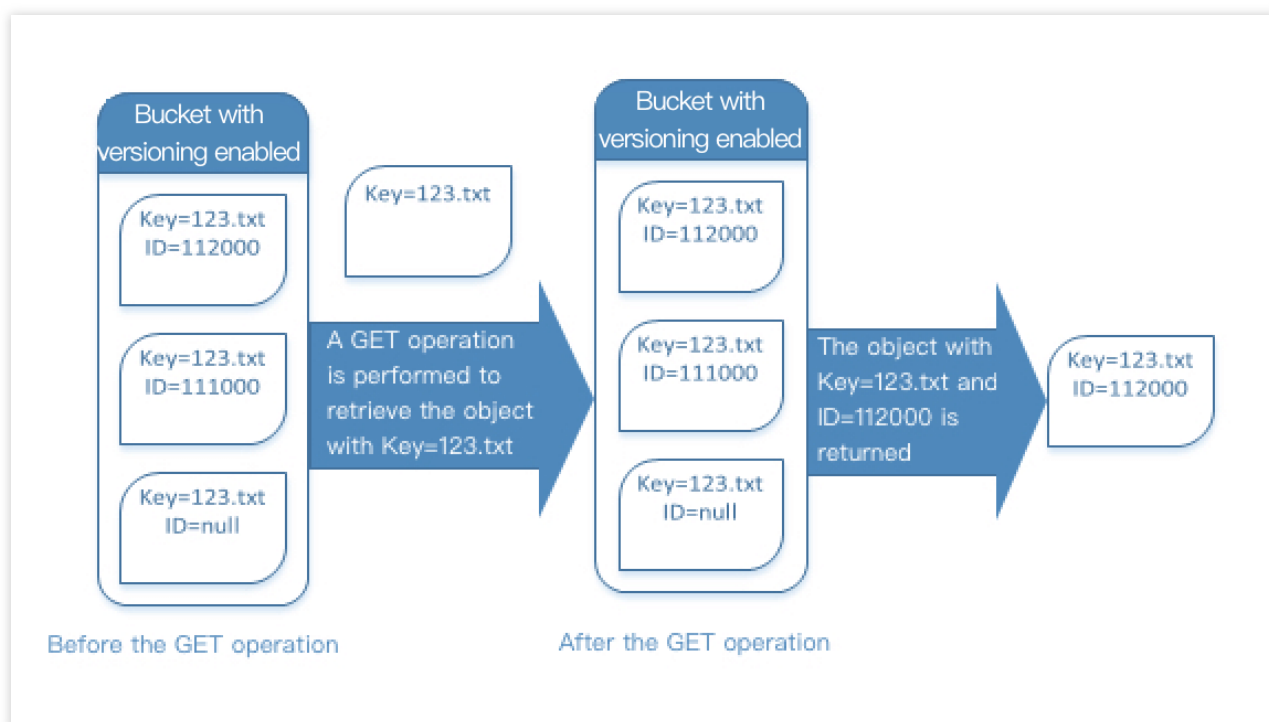 Bucket with
versioning enabled
Key=123.txt
ID=112000
Key=123.txt
ID=111000
Key=123.txt
ID=null
Before the GET operation
Key=123.txt
A GET operation
is performed to
retrieve the object
with Key=123.txt
Bucket with
versioning enabled
Key=123.txt
ID=112000
Key=123.txt
ID=111000
Key=123.txt
ID=null
After the GET operation
The object with
Key=123.txt and
ID=112000 is
returned
Key=123.txt
ID=112000